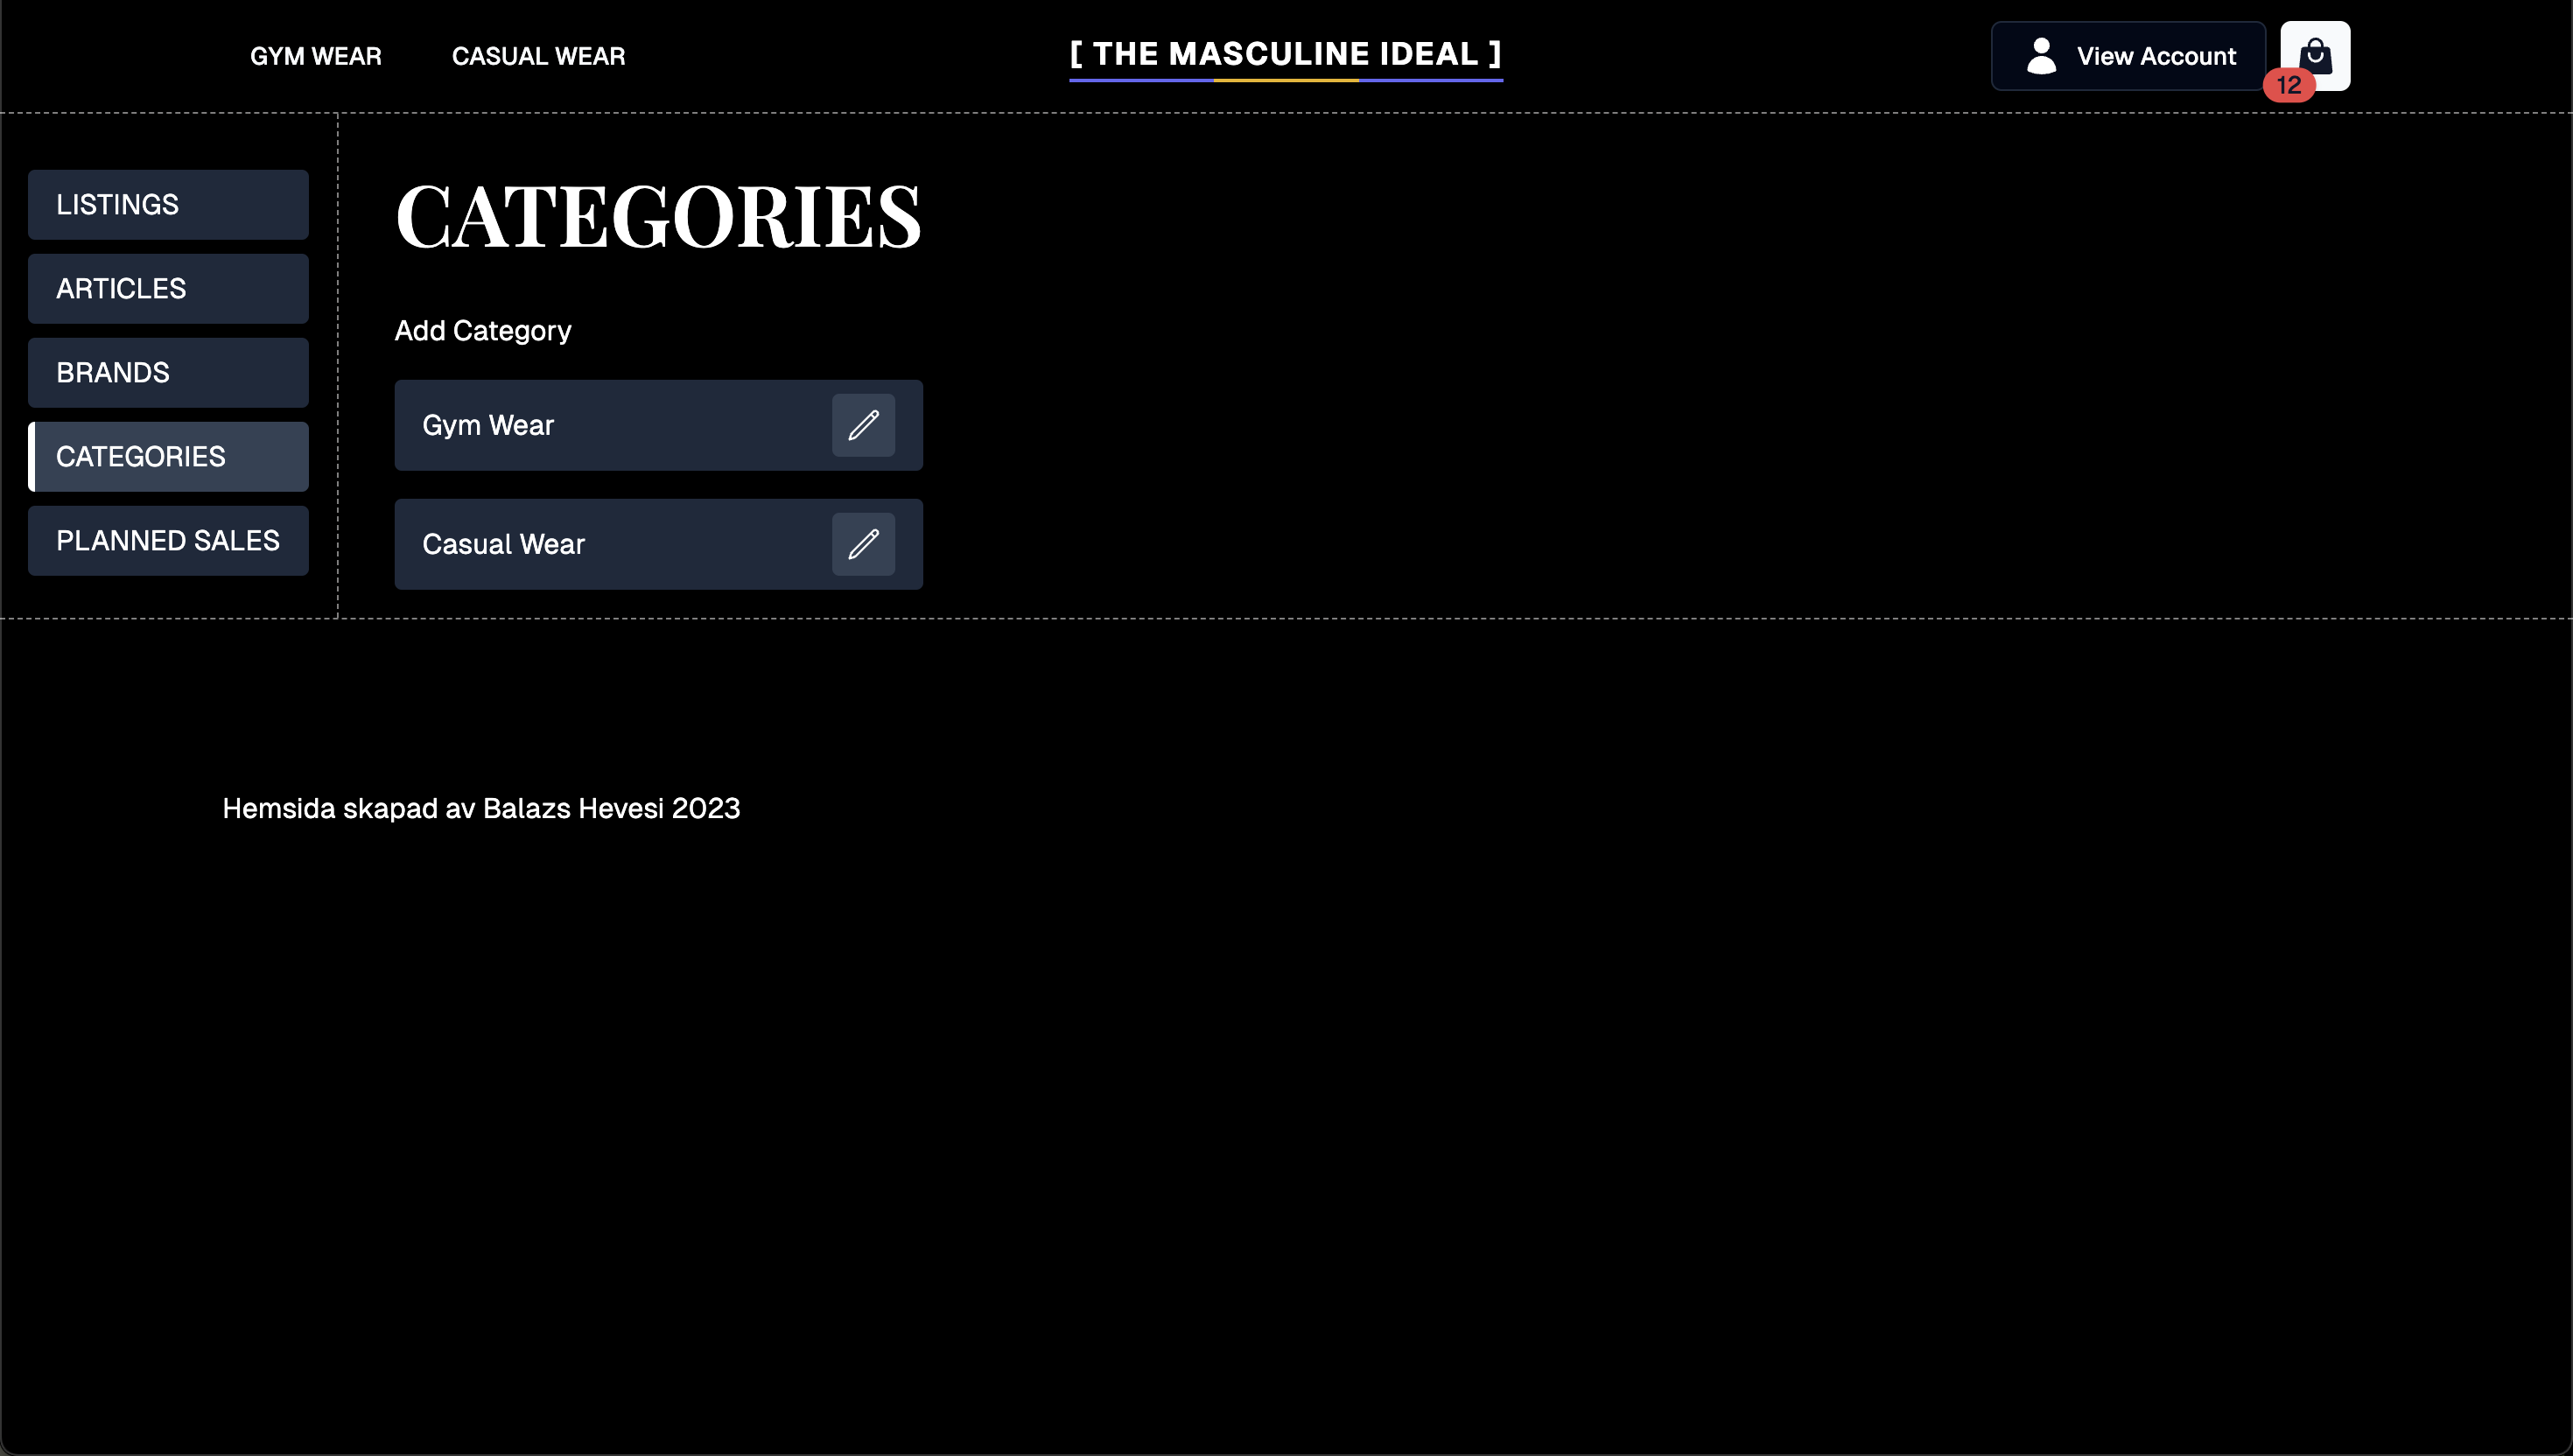 GYM WEAR
CASUAL WEAR
[ THE MASCULINE IDEAL ]
View Account
12
LISTINGS
ARTICLES
BRANDS
CATEGORIES
PLANNED SALES
CATEGORIES
Add Category
Gym Wear
Casual Wear
Hemsida skapad av Balazs Hevesi 2023